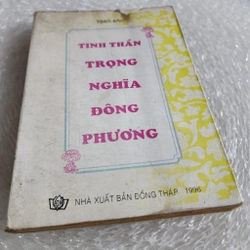 TINH THẦN
TRỌNG
NGHĨA
ĐÔNG
PHƯƠNG
NHÀ XUẤT BẢN ĐỒNG THÁP 1996